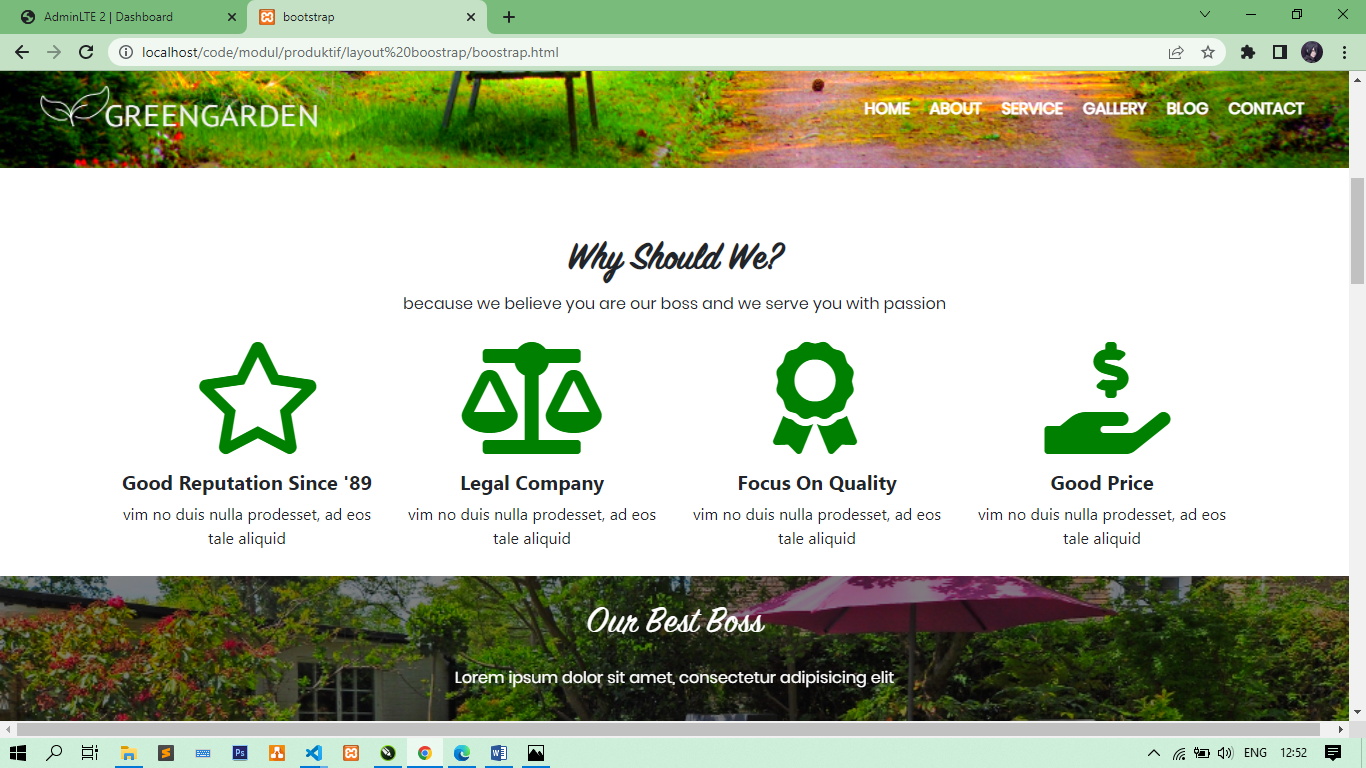 AdminLTE 2 | Dashboard
bootstrap
localhost/code/modul/produktif/layout%20boostrap/boostrap.html
GREENGARDEN
HOME ABOUT SERVICE GALLERY BLOG CONTACT
Why Should We?
because we believe you are our boss and we serve you with passion
Good Reputation Since '89
vim no duis nulla prodesset, ad eos
tale aliquid
Legal Company
vim no duis nulla prodesset, ad eos
tale aliquid
Focus On Quality
vim no duis nulla prodesset, ad eos
tale aliquid
Good Price
vim no duis nulla prodesset, ad eos
tale aliquid
Our Best Boss
Lorem ipsum dolor sit amet, consectetur adipisicing elit
Ps
ENG
12:52